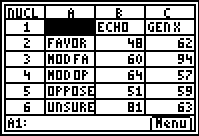 NUCL A B C
1 ECHO GENX
2 FAVOR 48 62
3 MODFA 60 94
4 MODOP 64 57
5 OPPOSE 51 59
6 UNSURE 81 63
A1: Menu